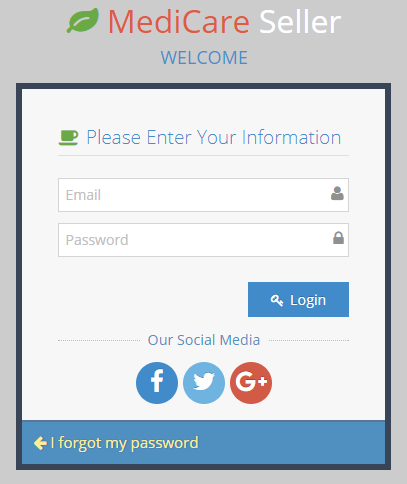 MediCare Seller
WELCOME
Please Enter Your Information
Email
Password
Login
Our Social Media
I forgot my password